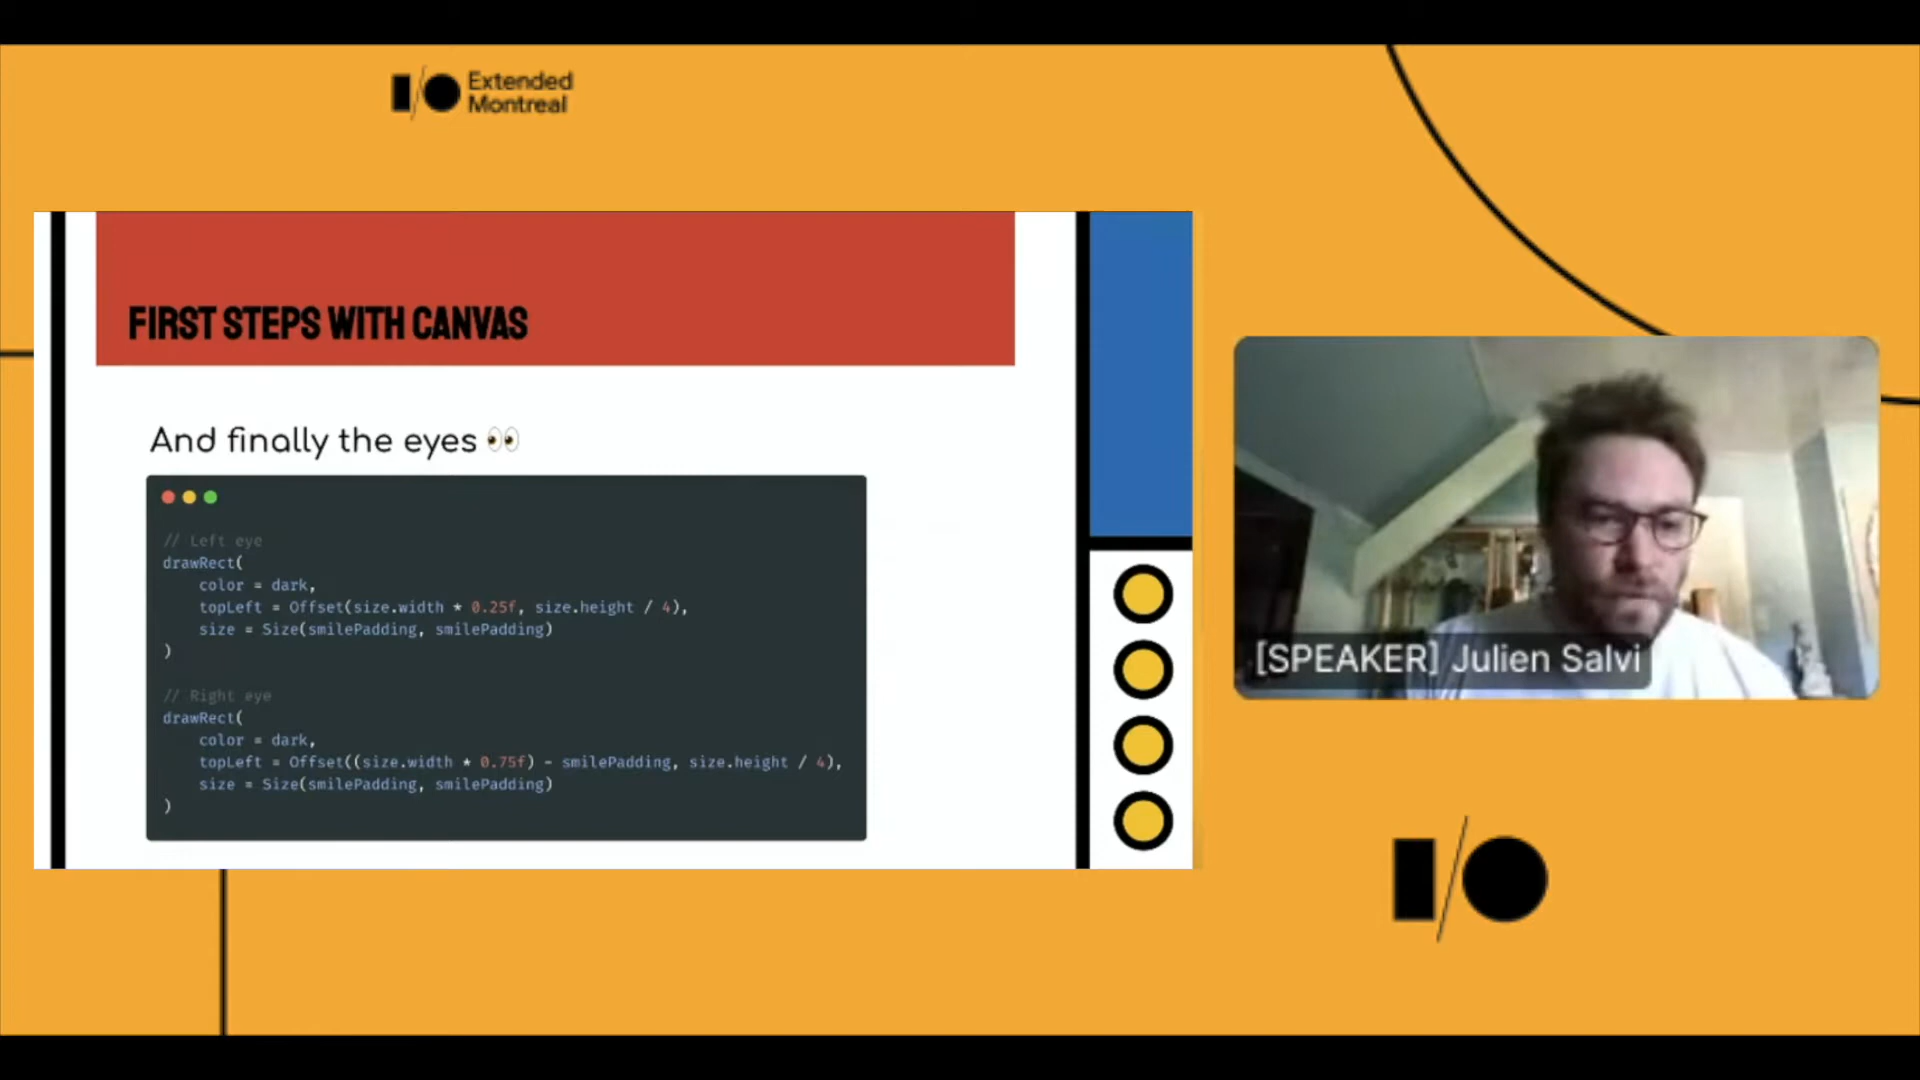 Extended
Montreal
FIRST STEPS WITH CANVAS
And finally the eyes 👀
// Left eye
drawRect(
    color = dark,
    topLeft = Offset(size.width * 0.25f, size.height / 4),
    size = Size(smilePadding, smilePadding)
)
// Right eye
drawRect(
    color = dark,
    topLeft = Offset((size.width * 0.75f) - smilePadding, size.height / 4),
    size = Size(smilePadding, smilePadding)
)
[SPEAKER] Julien Salvi